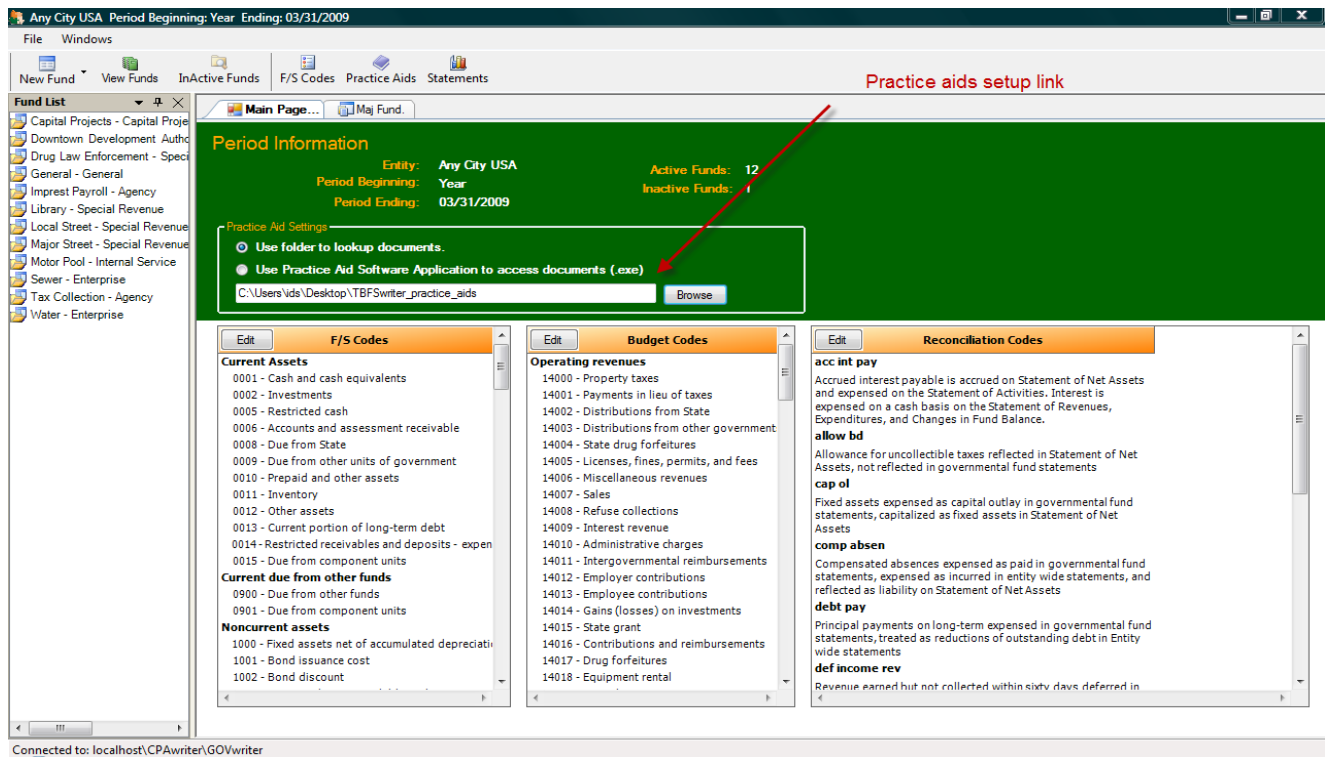 Any City USA Period Beginning: Year Ending: 03/31/2009
File Windows
New Fund View Funds InActive Funds F/S Codes Practice Aids Statements
Practice aids setup link
Fund List
Capital Projects - Capital Proje
Downtown Development Autho
Drug Law Enforcement - Speci
General - General
Imprest Payroll - Agency
Library - Special Revenue
Local Street - Special Revenue
Major Street - Special Revenue
Motor Pool - Internal Service
Sewer - Enterprise
Tax Collection - Agency
Water - Enterprise
Main Page... Maj Fund.
Period Information
Entity: Any City USA
Period Beginning: Year
Period Ending: 03/31/2009
Active Funds: 12
Inactive Funds: 1
Practice Aid Settings
Use folder to lookup documents.
Use Practice Aid Software Application to access documents (.exe)
C:\Users\ids\Desktop\TBFSwriter_practice_aids Browse
Edit F/S Codes
Current Assets
0001 - Cash and cash equivalents
0002 - Investments
0005 - Restricted cash
0006 - Accounts and assessment receivable
0008 - Due from State
0009 - Due from other units of government
0010 - Prepaid and other assets
0011 - Inventory
0012 - Other assets
0013 - Current portion of long-term debt
0014 - Restricted receivables and deposits - expen
0015 - Due from component units
Current due from other funds
0900 - Due from other funds
0901 - Due from component units
Noncurrent assets
1000 - Fixed assets net of accumulated depreciati
1001 - Bond issuance cost
1002 - Bond discount
Edit Budget Codes
Operating revenues
14000 - Property taxes
14001 - Payments in lieu of taxes
14002 - Distributions from State
14003 - Distributions from other government
14004 - State drug forfeitures
14005 - Licenses, fines, permits, and fees
14006 - Miscellaneous revenues
14007 - Sales
14008 - Refuse collections
14009 - Interest revenue
14010 - Administrative charges
14011 - Intergovernmental reimbursements
14012 - Employer contributions
14013 - Employee contributions
14014 - Gains (losses) on investments
14015 - State grant
14016 - Contributions and reimbursements
14017 - Drug forfeitures
14018 - Equipment rental
Edit Reconciliation Codes
acc int pay
Accrued interest payable is accrued on Statement of Net Assets
and expensed on the Statement of Activities. Interest is
expensed on a cash basis on the Statement of Revenues,
Expenditures, and Changes in Fund Balance.
allow bd
Allowance for uncollectible taxes reflected in Statement of Net
Assets, not reflected in governmental fund statements
cap ol
Fixed assets expensed as capital outlay in governmental fund
statements, capitalized as fixed assets in Statement of Net
Assets
comp absen
Compensated absences expensed as paid in governmental fund
statements, expensed as incurred in entity wide statements, and
reflected as liability on Statement of Net Assets
debt pay
Principal payments on long-term expensed in governmental fund
statements, treated as reductions of outstanding debt in Entity
wide statements
def income rev
Revenue earned but not collected within sixty days deferred in
Connected to: localhost\CPAwriter\GOVwriter